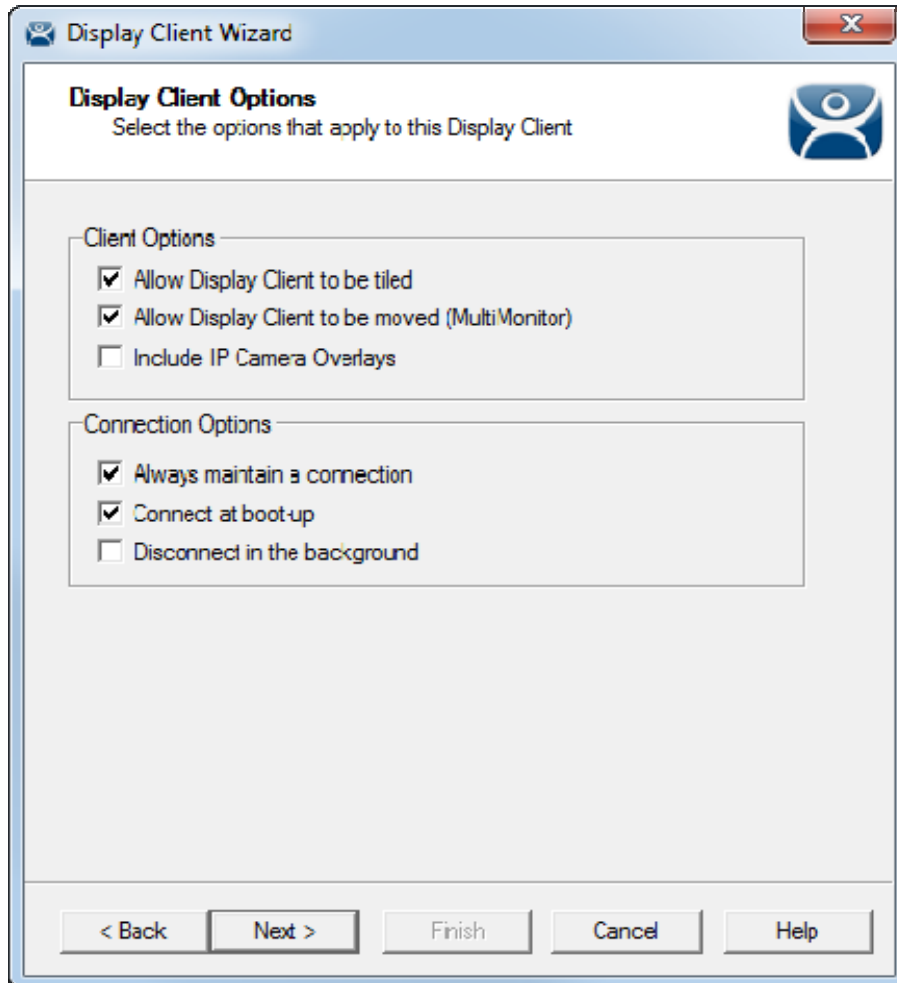 Display Client Wizard
Display Client Options
Select the options that apply to this Display Client
Client Options
Allow Display Client to be tiled
Allow Display Client to be moved (MultiMonitor)
Include IP Camera Overlays
Connection Options
Always maintain a connection
Connect at boot-up
Disconnect in the background
< Back Next > Finish Cancel Help